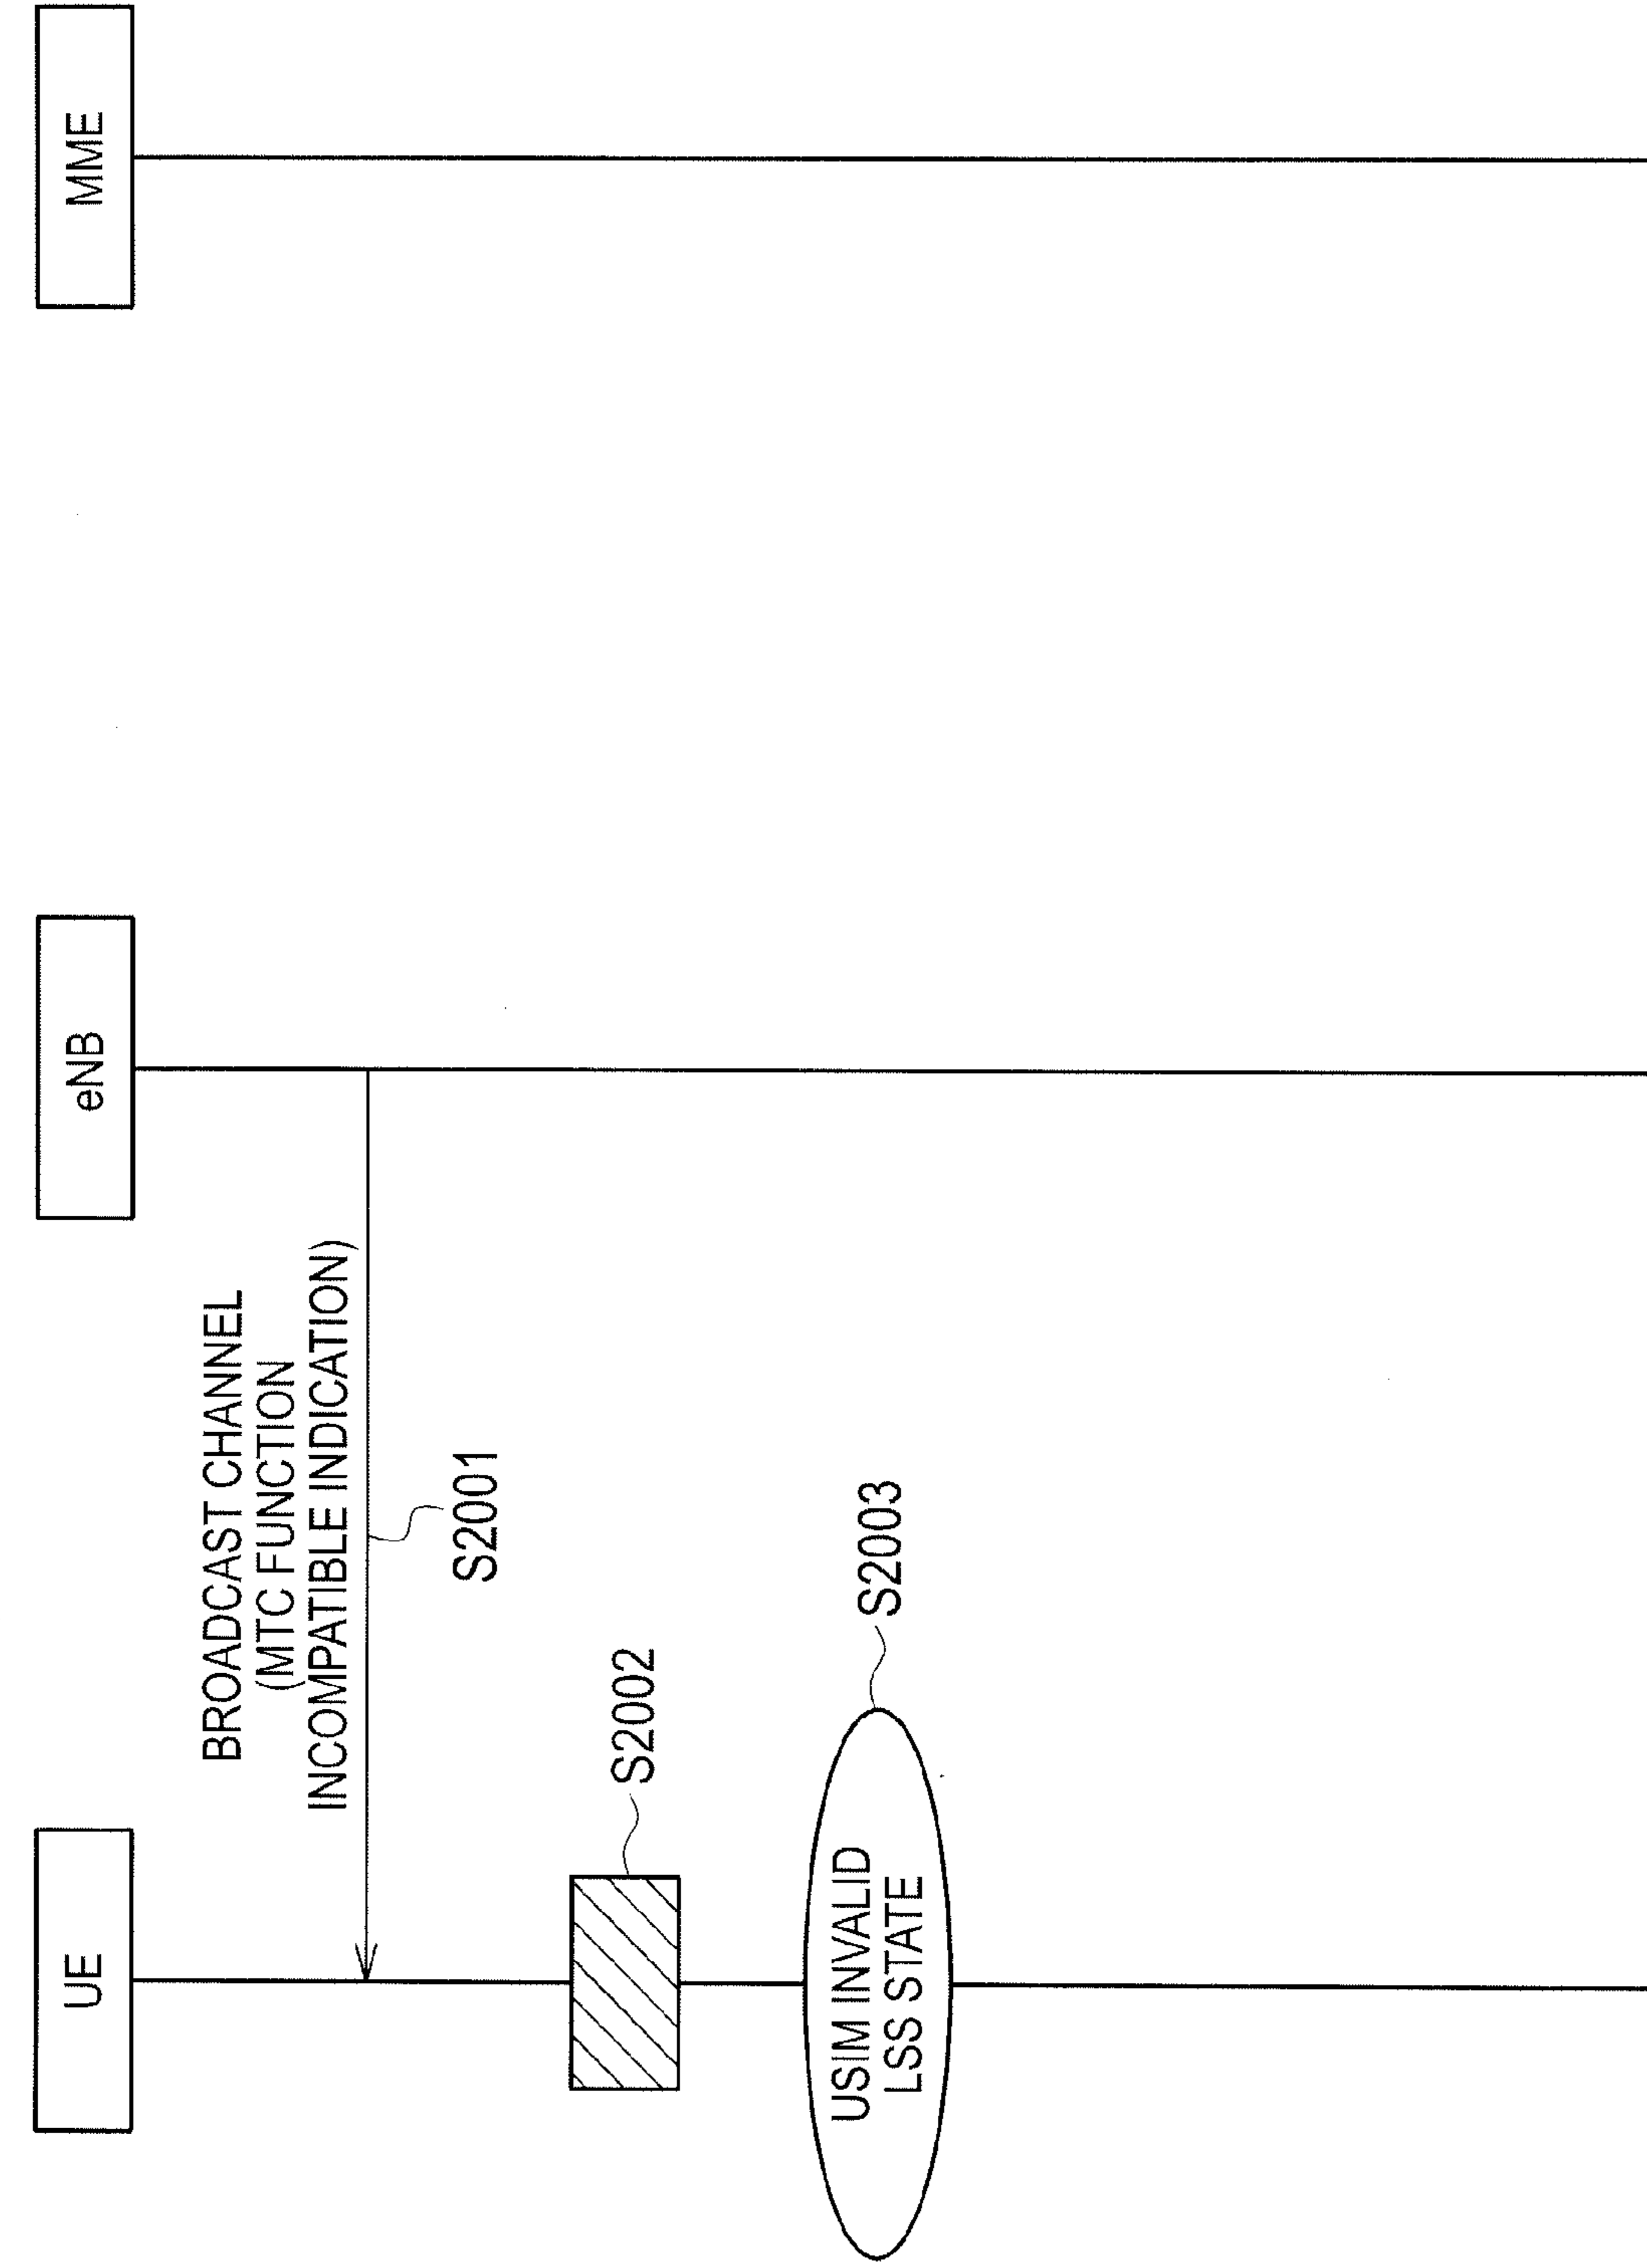 UE
eNB
MME
BROADCAST CHANNEL
(MTC FUNCTION
INCOMPATIBLE INDICATION)
S2001
S2002
S2003
USIM INVALID
LSS STATE